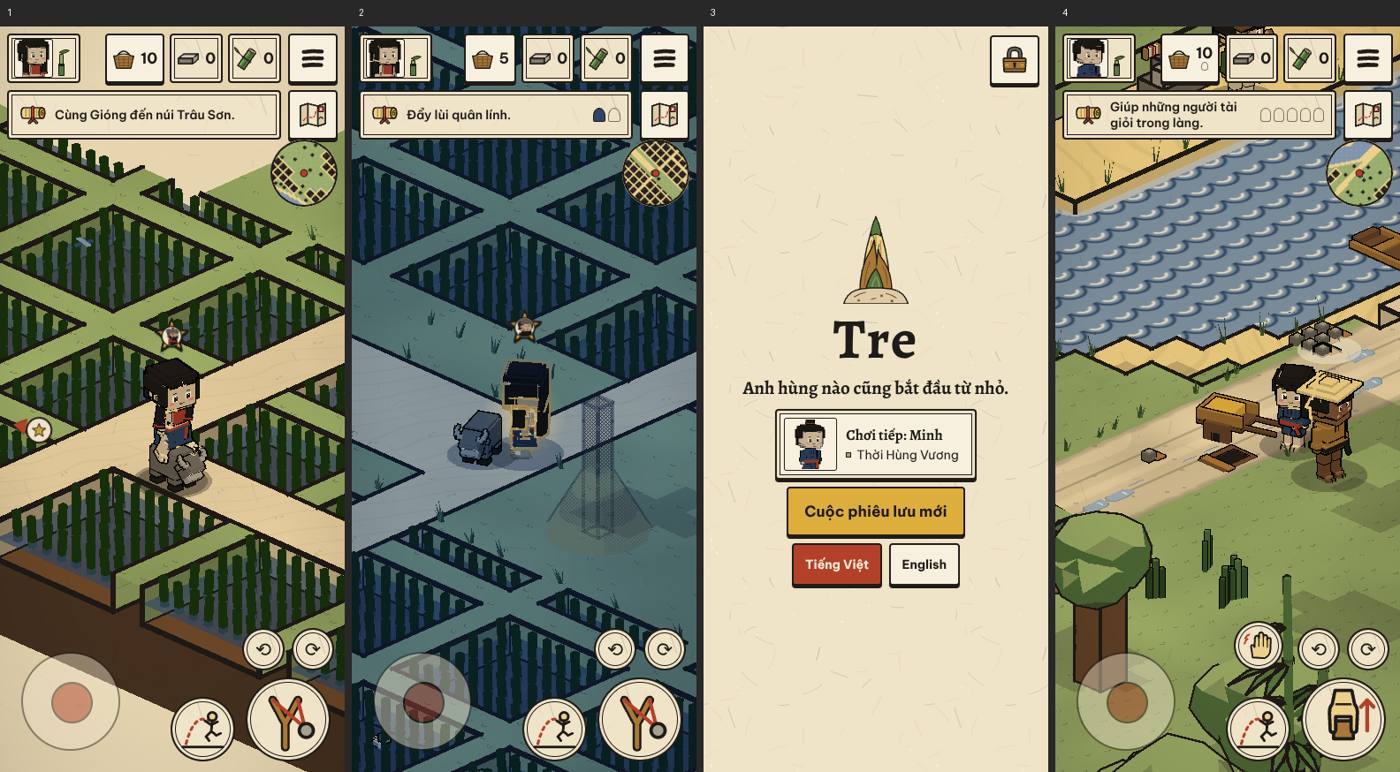 1
10
0
0
Cùng Gióng đến núi Trâu Sơn.
2
5
0
0
Đẩy lùi quân lính.
3
Tre
Anh hùng nào cũng bắt đầu từ nhỏ.
Chơi tiếp: Minh
Thời Hùng Vương
Cuộc phiêu lưu mới
Tiếng Việt
English
4
10
0
0
Giúp những người tài
giỏi trong làng.